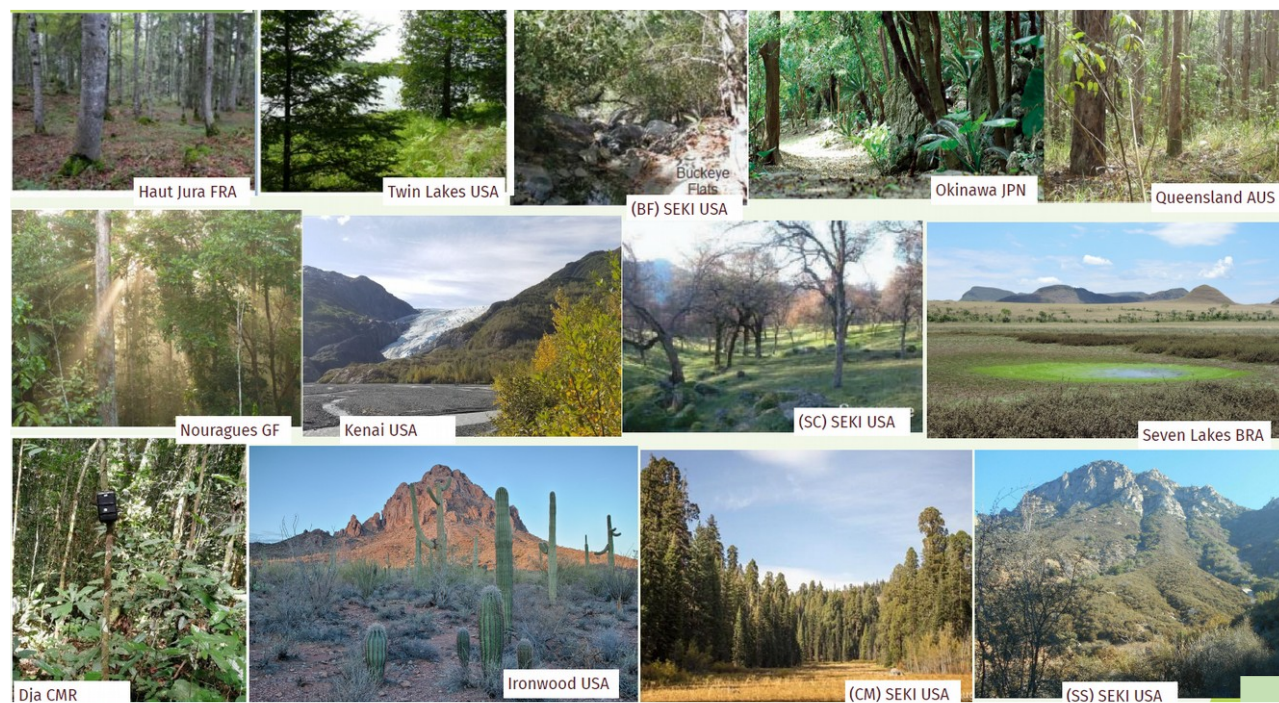 Haut Jura FRA
Twin Lakes USA
Buckeye
Flats
(BF) SEKI USA
Okinawa JPN
Queensland AUS
Nouragues GF
Kenai USA
(SC) SEKI USA
Seven Lakes BRA
Dja CMR
Ironwood USA
(CM) SEKI USA
(SS) SEKI USA